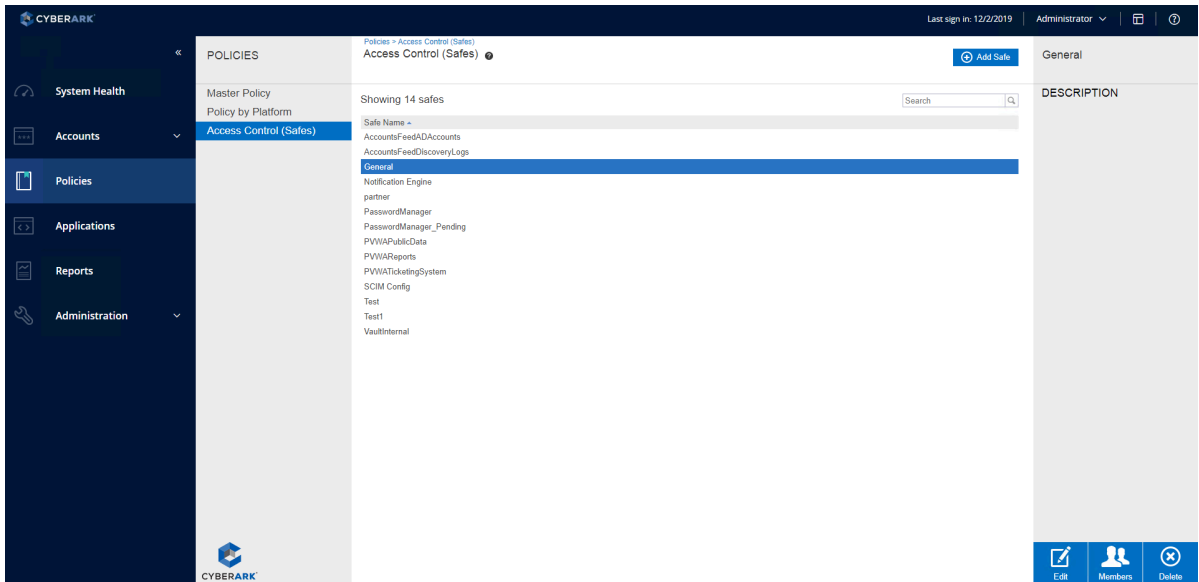 CYBERARK
Last sign in: 12/2/2019
Administrator
System Health
Accounts
Policies
Applications
Reports
Administration
POLICIES
Master Policy
Policy by Platform
Access Control (Safes)
CYBERARK
Policies > Access Control (Safes)
Access Control (Safes)
Add Safe
Showing 14 safes
Search
Safe Name
AccountsFeedADAccounts
AccountsFeedDiscoveryLogs
General
Notification Engine
partner
PasswordManager
PasswordManager_Pending
PVWAPublicData
PVWAReports
PVWATicketingSystem
SCIM Config
Test
Test1
VaultInternal
General
DESCRIPTION
Edit
Members
Delete